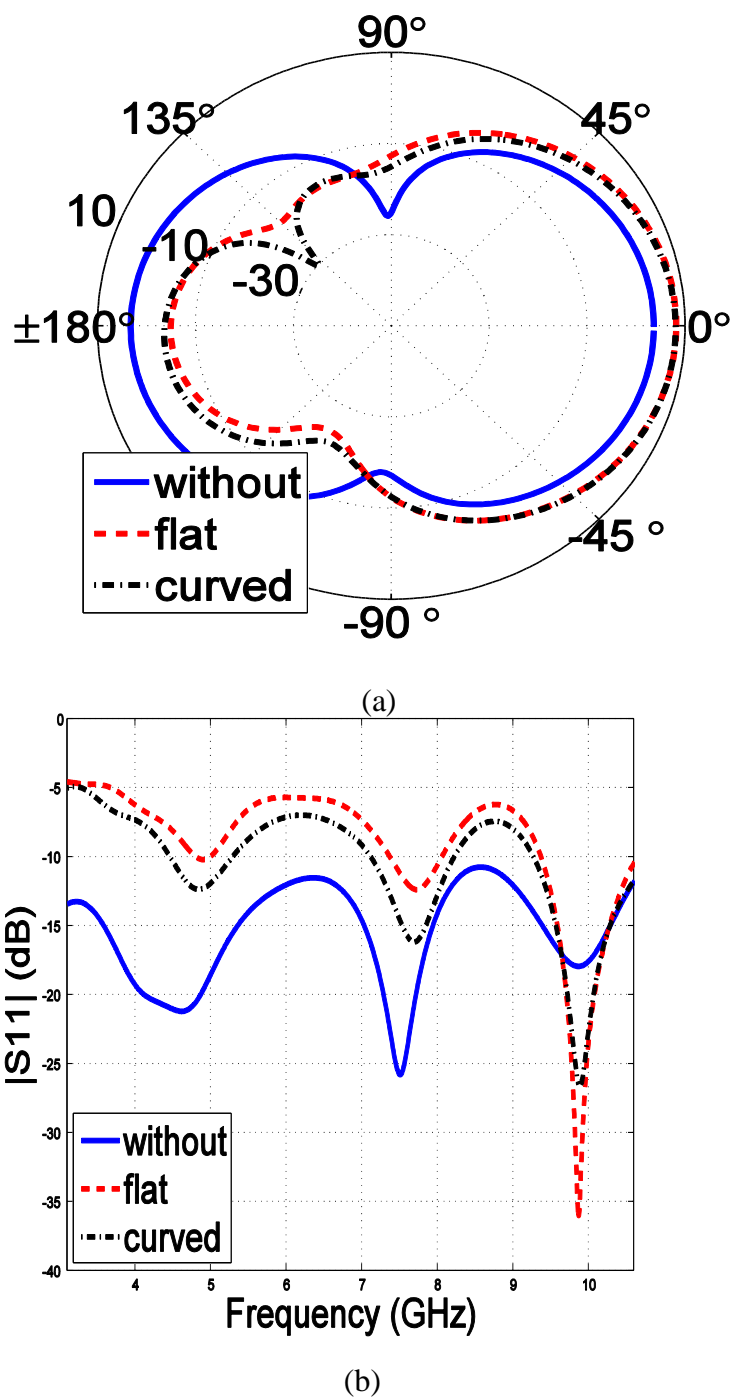 90°
135°
45°
10
-10
-30
±180°
0°
without
flat
curved
-45 °
-90 °
(a)
0
-5
-10
-15
-20
-25
-30
-35
-40
|S11| (dB)
without
flat
curved
4 5 6 7 8 9 10
Frequency (GHz)
(b)